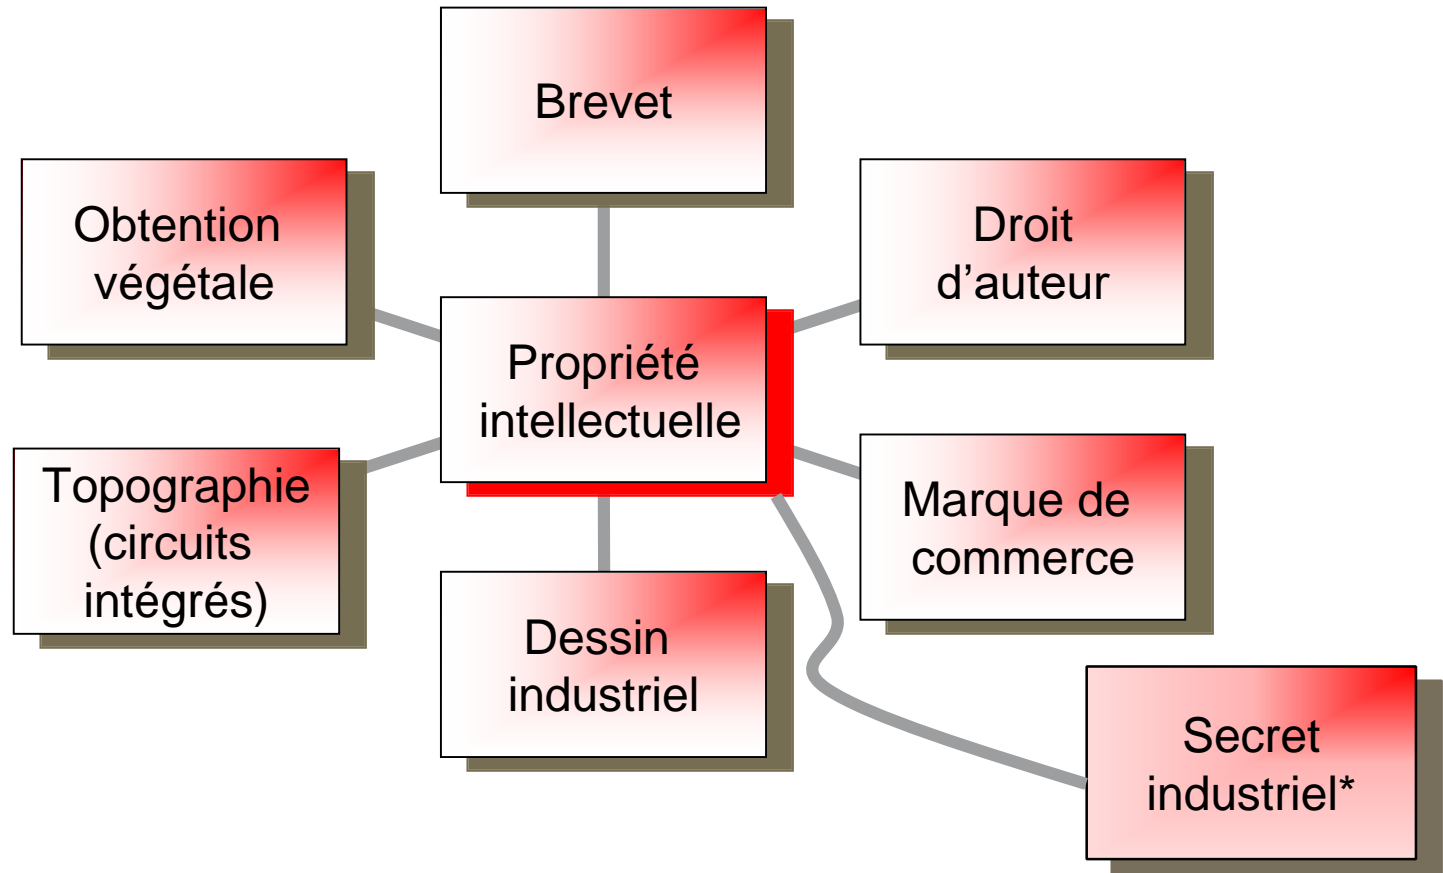 Brevet
Obtention
végétale
Droit
d’auteur
Propriété
intellectuelle
Topographie
(circuits
intégrés)
Marque de
commerce
Dessin
industriel
Secret
industriel*